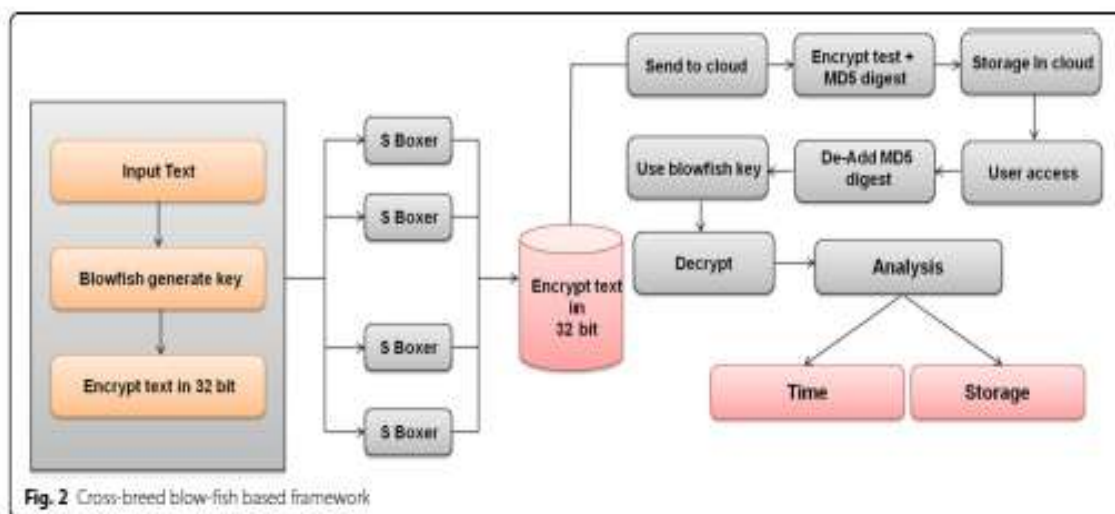 Input Text
Blowfish generate key
Encrypt text in 32 bit
S Boxer
S Boxer
S Boxer
S Boxer
Encrypt text
in
32 bit
Send to cloud
Encrypt test +
MD5 digest
Storage in cloud
User access
De-Add MD5
digest
Use blowfish key
Decrypt
Analysis
Time
Storage
Fig. 2 Cross-breed blow-fish based framework